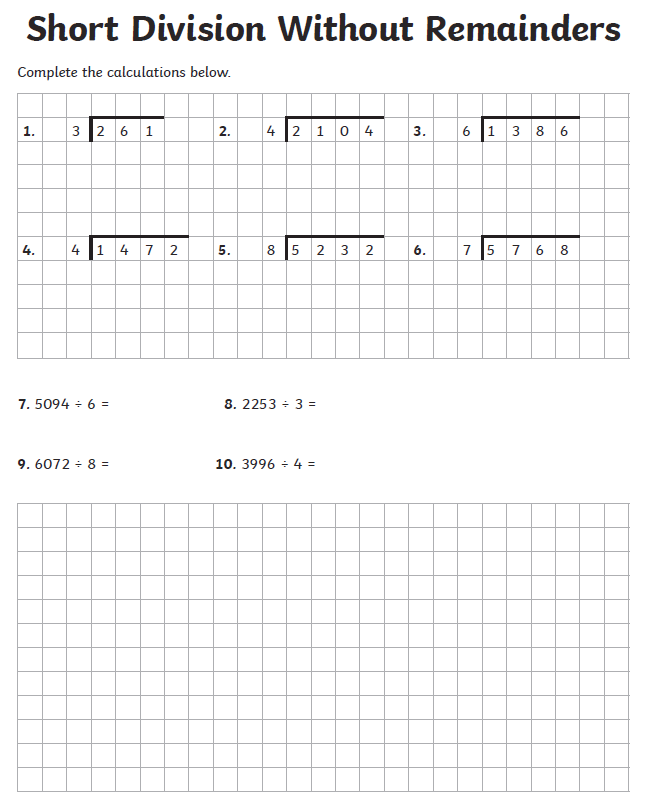 Short Division Without Remainders
Complete the calculations below.
1. 3 2 6 1 2. 4 2 1 0 4 3. 6 1 3 8 6
4. 4 1 4 7 2 5. 8 5 2 3 2 6. 7 5 7 6 8
7. 5094 ÷ 6 = 8. 2253 ÷ 3 =
9. 6072 ÷ 8 = 10. 3996 ÷ 4 =